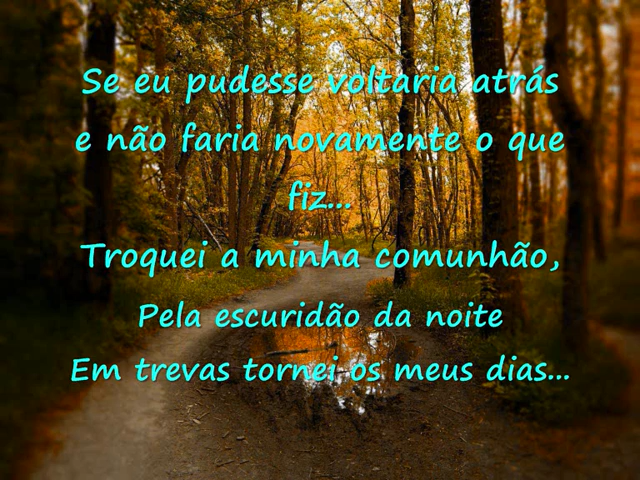 Se eu pudesse voltaria atrás
e não faria novamente o que
fiz...
Troquei a minha comunhão,
Pela escuridão da noite
Em trevas tornei os meus dias...